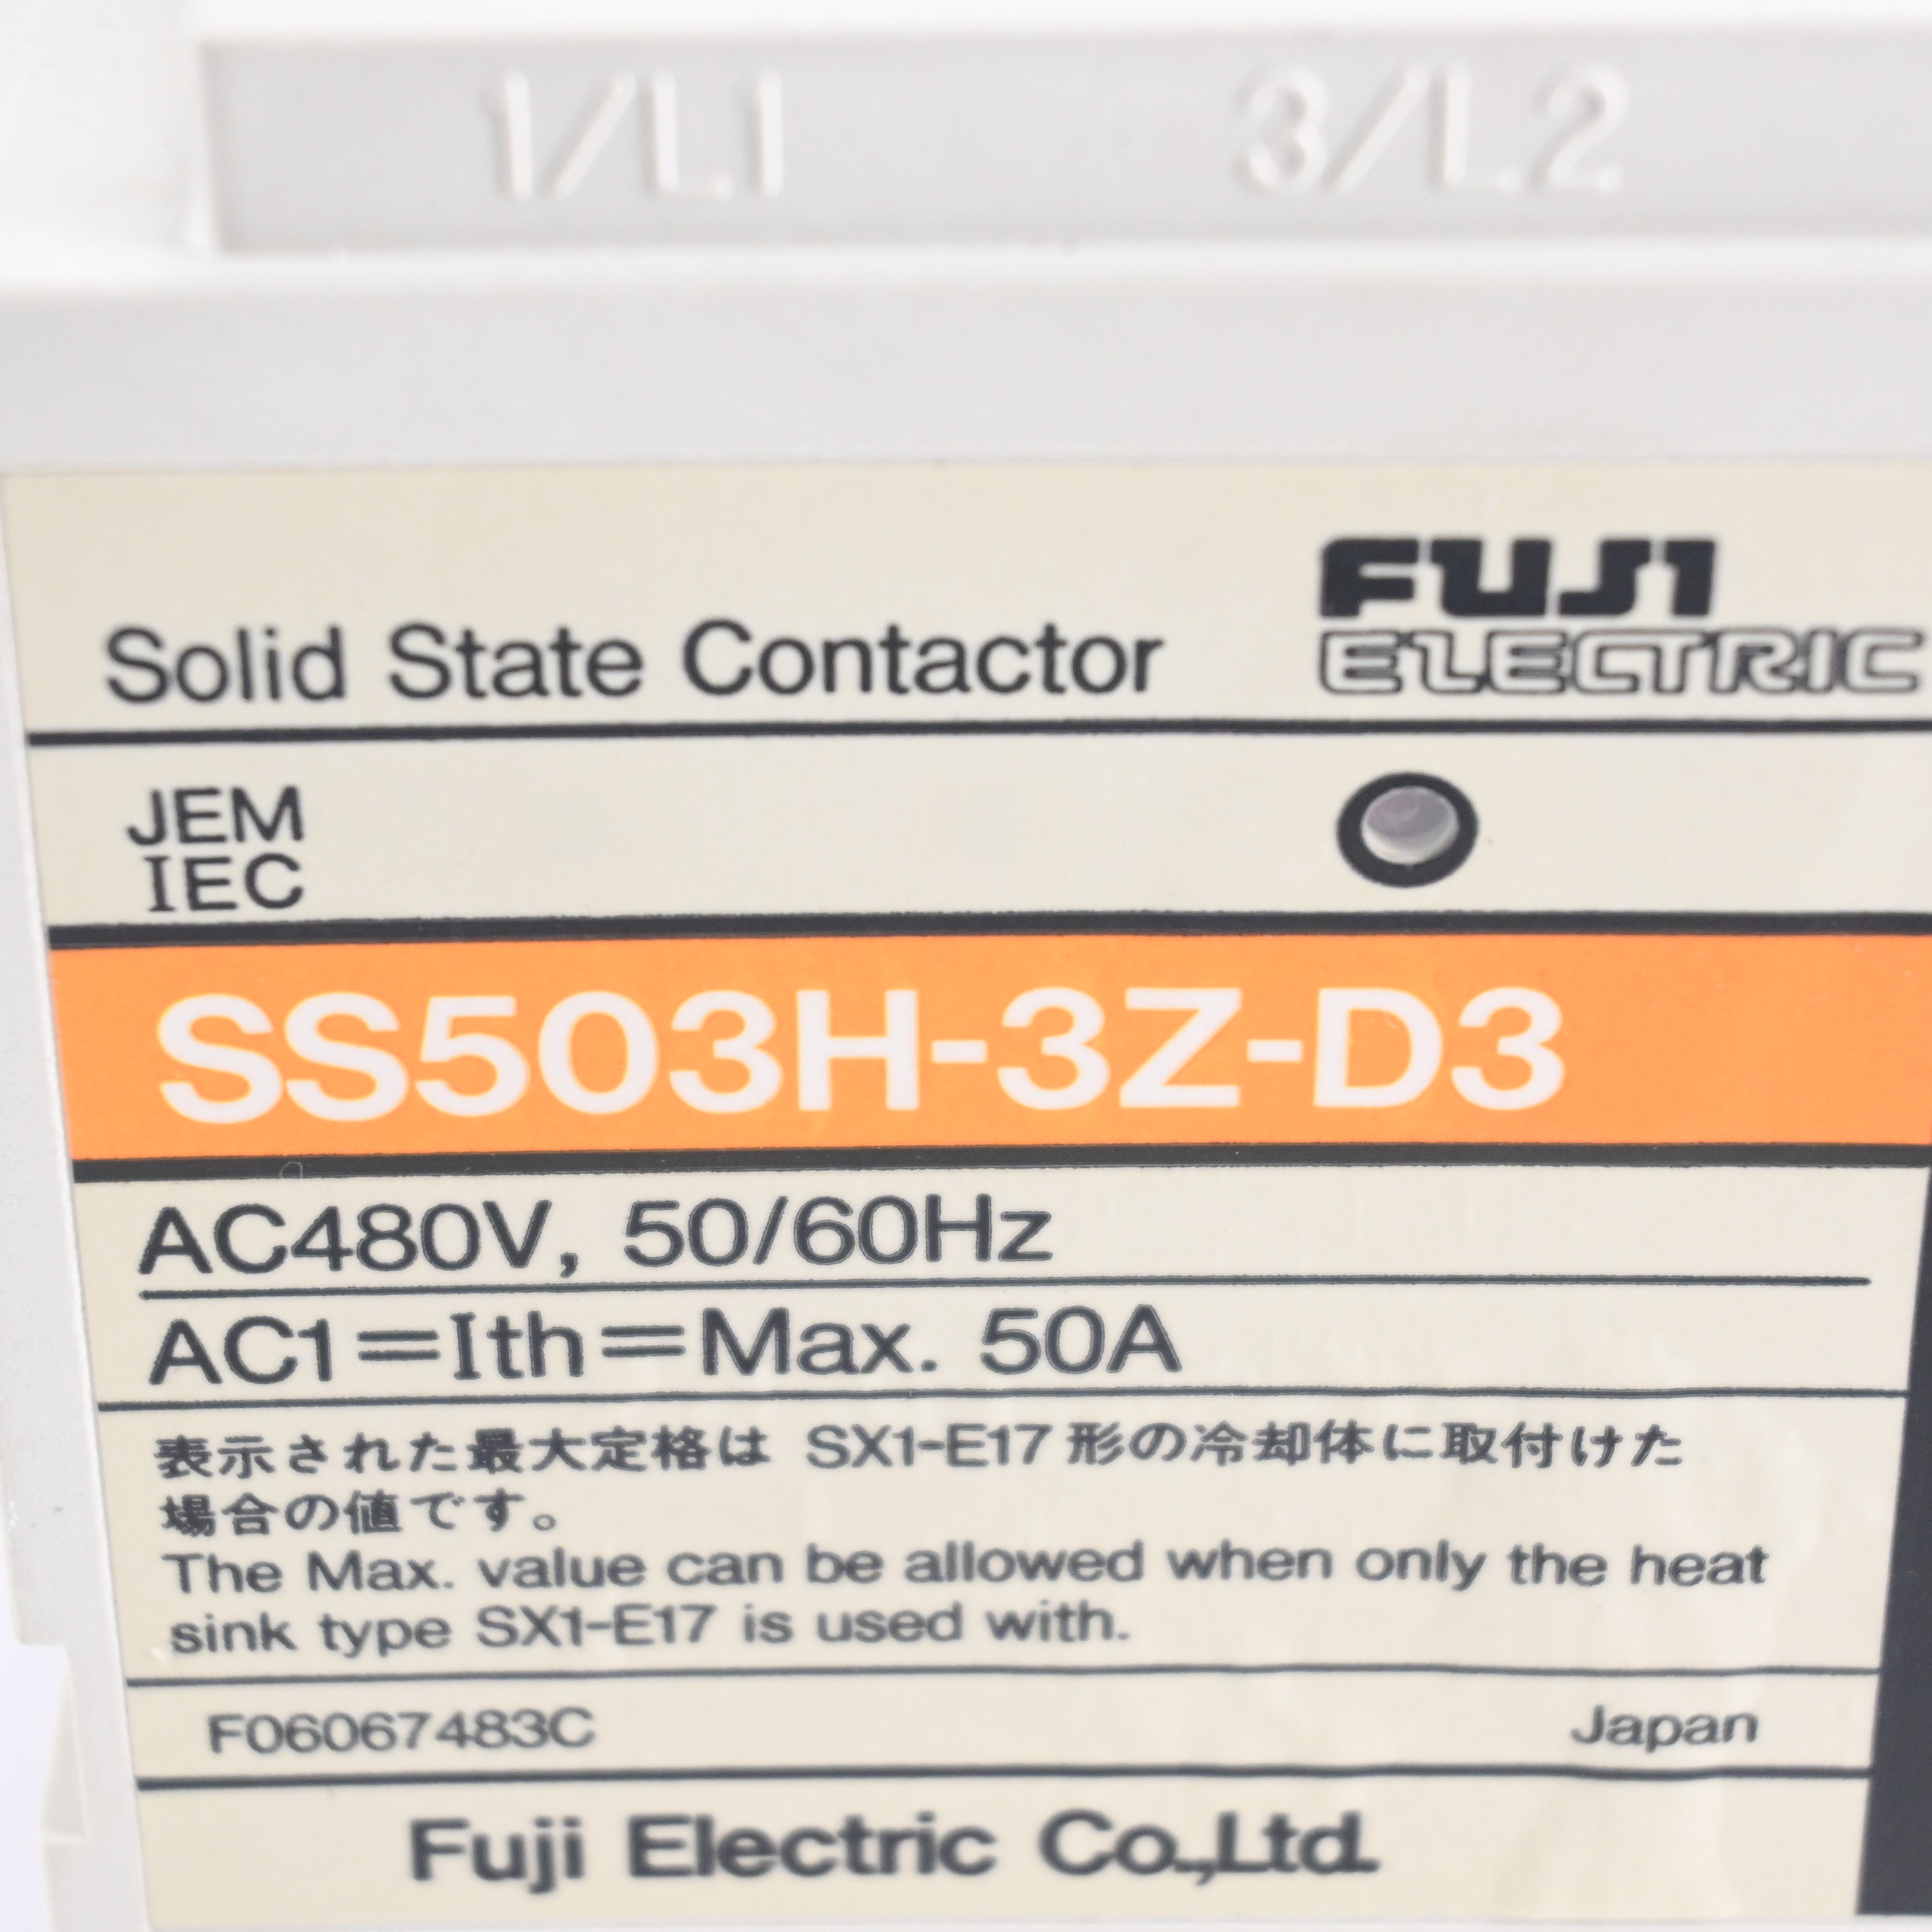 1/L1 3/L2
FUJI
ELECTRIC
Solid State Contactor
JEM
IEC
SS503H-3Z-D3
AC480V, 50/60Hz
AC1=Ith=Max. 50A
表示された最大定格は SX1-E17形の冷却体に取付けた
場合の値です。
The Max. value can be allowed when only the heat
sink type SX1-E17 is used with.
F06067483C Japan
Fuji Electric Co.,Ltd.